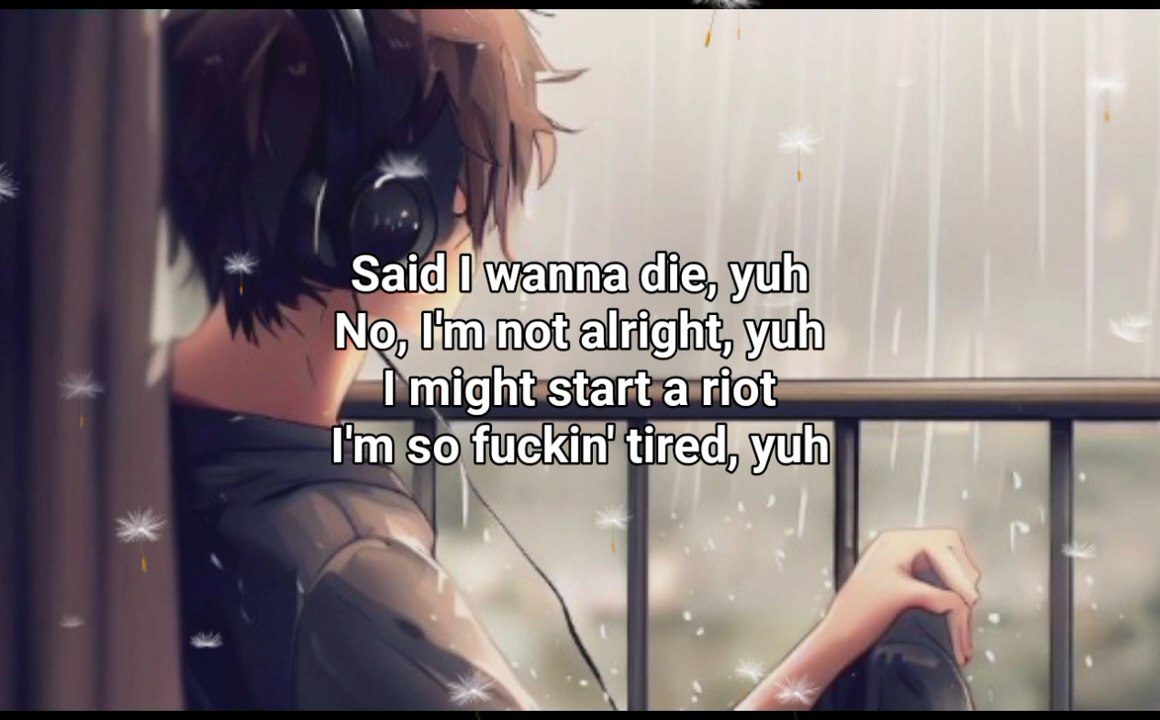 Said I wanna die, yuh
No, I'm not alright, yuh
I might start a riot
I'm so fuckin' tired, yuh